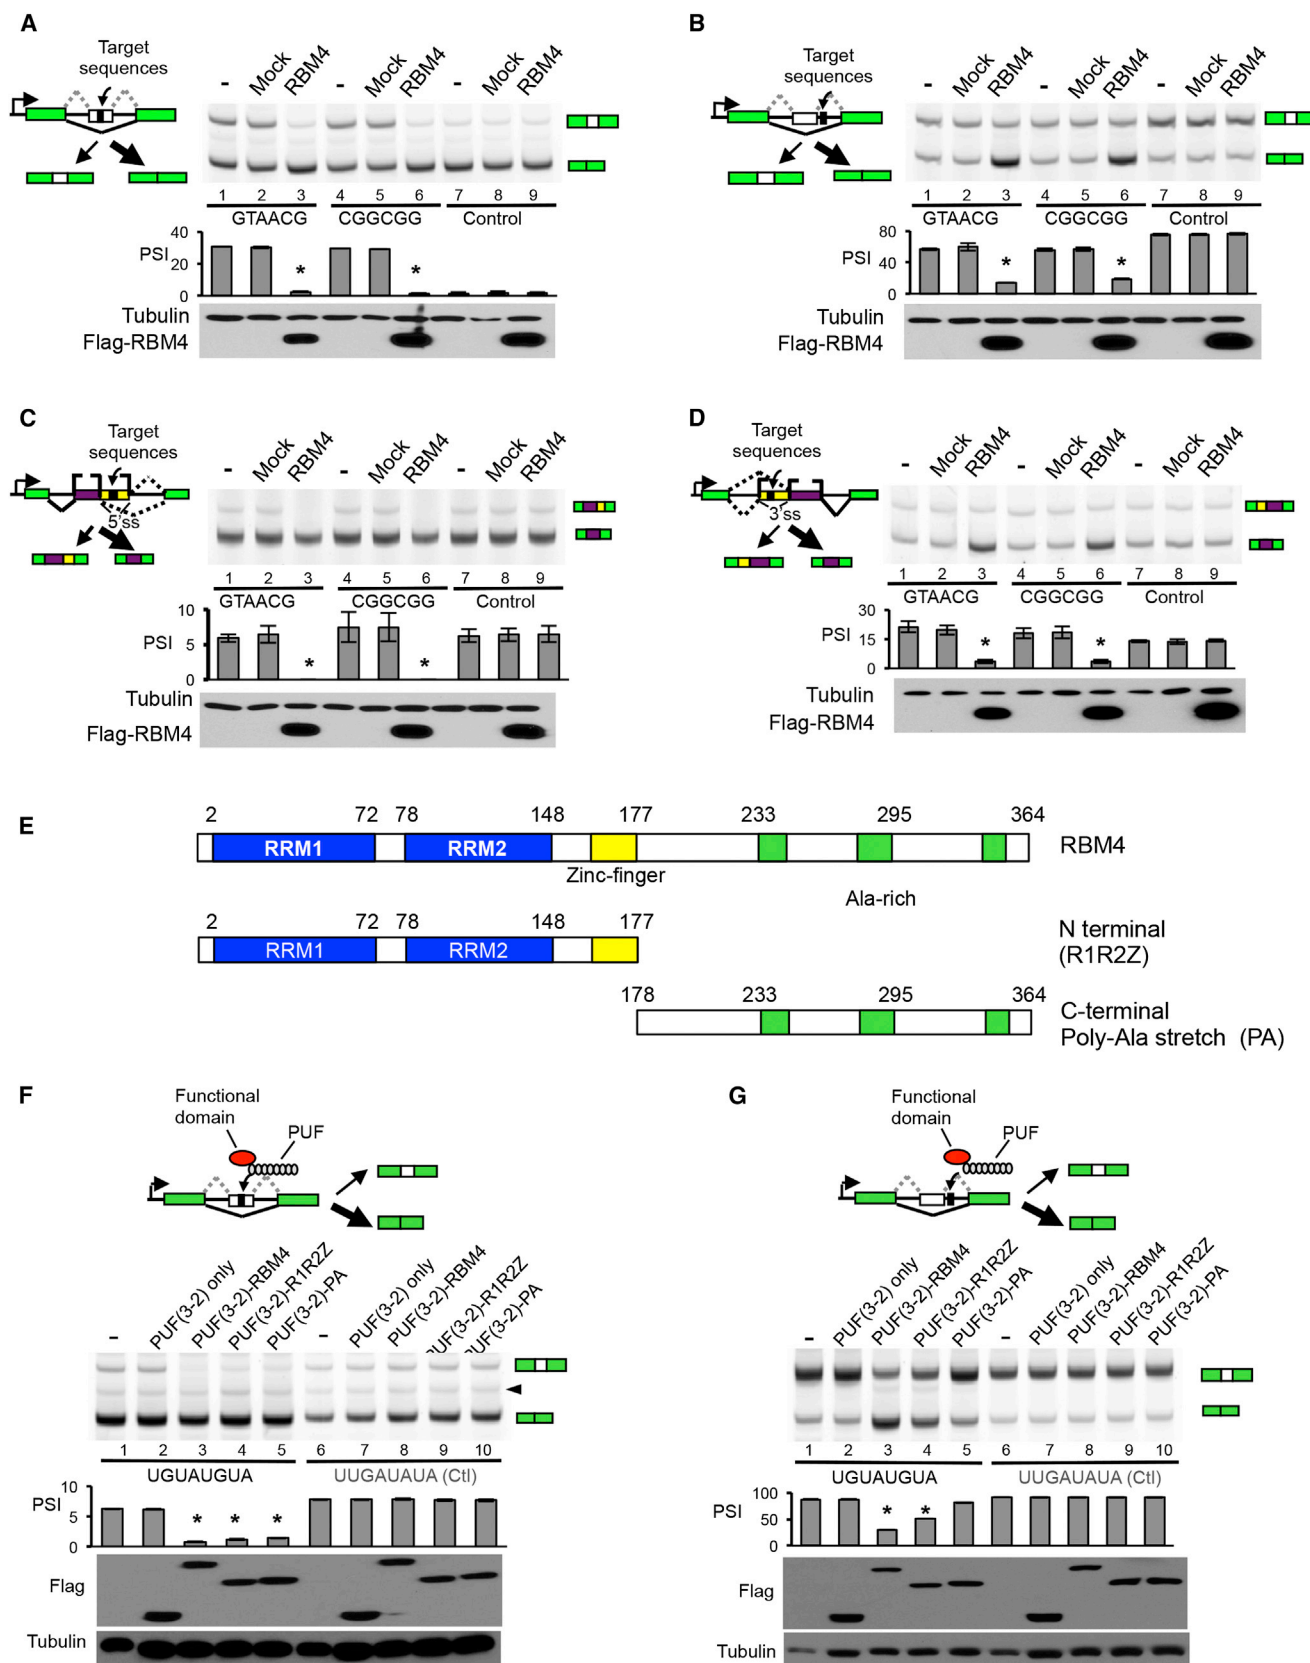 A
Target
sequences
- Mock RBM4 - Mock RBM4 - Mock RBM4
1 2 3 4 5 6 7 8 9
GTAACG CGGCGG Control
PSI
40
20
0
* *
Tubulin
Flag-RBM4
B
Target
sequences
- Mock RBM4 - Mock RBM4 - Mock RBM4
1 2 3 4 5 6 7 8 9
GTAACG CGGCGG Control
PSI
80
40
0
* *
Tubulin
Flag-RBM4
C
Target
sequences
5'ss
- Mock RBM4 - Mock RBM4 - Mock RBM4
1 2 3 4 5 6 7 8 9
GTAACG CGGCGG Control
PSI
10
5
0
* *
Tubulin
Flag-RBM4
D
Target
sequences
3'ss
- Mock RBM4 - Mock RBM4 - Mock RBM4
1 2 3 4 5 6 7 8 9
GTAACG CGGCGG Control
PSI
30
15
0
* *
Tubulin
Flag-RBM4
E
2 72 78 148 177 233 295 364
RRM1 RRM2 RBM4
Zinc-finger
Ala-rich
2 72 78 148 177
RRM1 RRM2
N terminal
(R1R2Z)
178 233 295 364
C-terminal
Poly-Ala stretch (PA)
F
Functional
domain
PUF
- PUF(3-2) only PUF(3-2)-RBM4 PUF(3-2)-R1R2Z PUF(3-2)-PA - PUF(3-2) only PUF(3-2)-RBM4 PUF(3-2)-R1R2Z PUF(3-2)-PA
1 2 3 4 5 6 7 8 9 10
UGUAUGUA UUGAUAUA (Ctl)
PSI
10
5
0
* * *
Flag
Tubulin
G
Functional
domain
PUF
- PUF(3-2) only PUF(3-2)-RBM4 PUF(3-2)-R1R2Z PUF(3-2)-PA - PUF(3-2) only PUF(3-2)-RBM4 PUF(3-2)-R1R2Z PUF(3-2)-PA
1 2 3 4 5 6 7 8 9 10
UGUAUGUA UUGAUAUA (Ctl)
PSI
100
50
0
* *
Flag
Tubulin